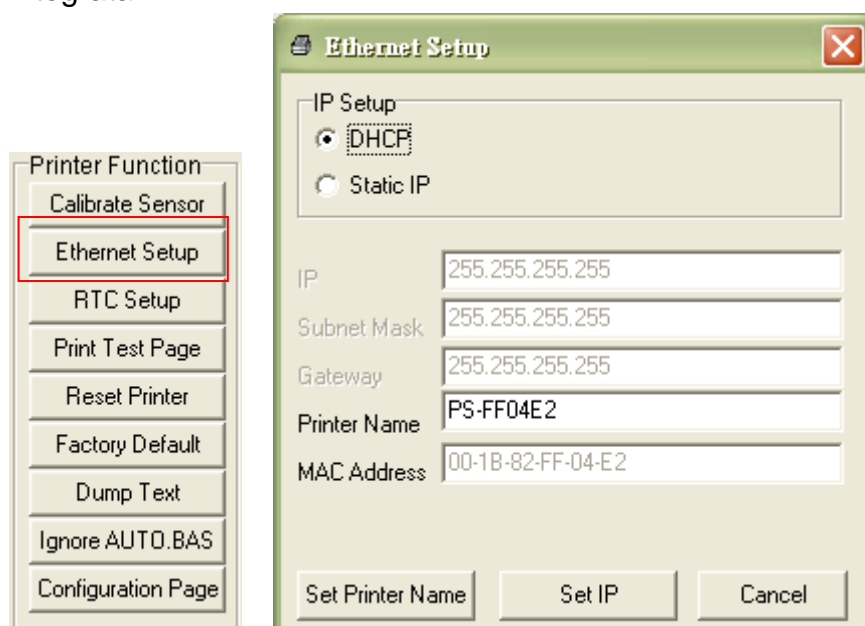 Ethernet Setup
Printer Function
Calibrate Sensor
Ethernet Setup
RTC Setup
Print Test Page
Reset Printer
Factory Default
Dump Text
Ignore AUTO.BAS
Configuration Page
IP Setup
DHCP
Static IP
IP 255.255.255.255
Subnet Mask 255.255.255.255
Gateway 255.255.255.255
Printer Name PS-FF04E2
MAC Address 00-1B-82-FF-04-E2
Set Printer Name Set IP Cancel